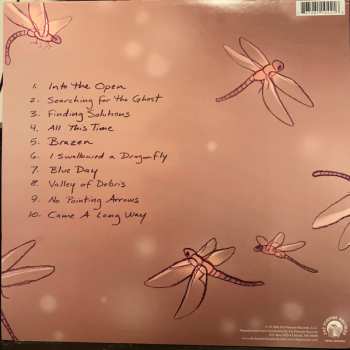 1. Into the Open
2. Searching for the Ghost
3. Finding Solutions
4. All This Time
5. Brazen
6. I Swallowed a Dragonfly
7. Blue Day
8. Valley of Debris
9. No Pointing Arrows
10. Came A Long Way